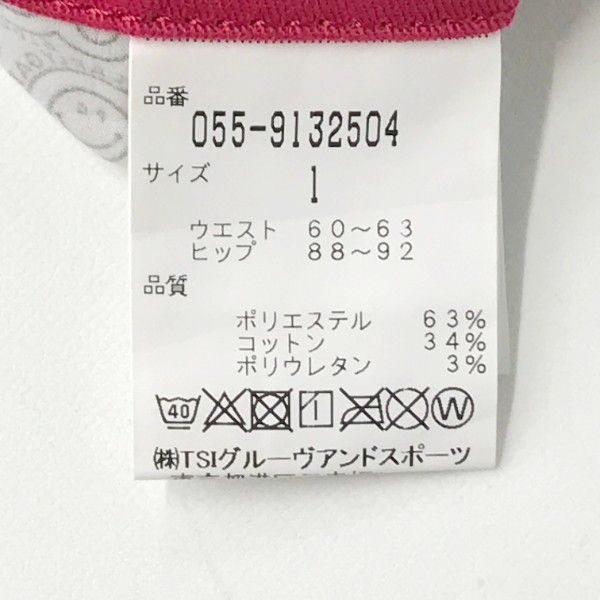 品番
055-9132504
サイズ
1
ウエスト 60～63
ヒップ 88～92
品質
ポリエステル 63%
コットン 34%
ポリウレタン 3%
40 W
㈱TSIグルーヴアンドスポーツ